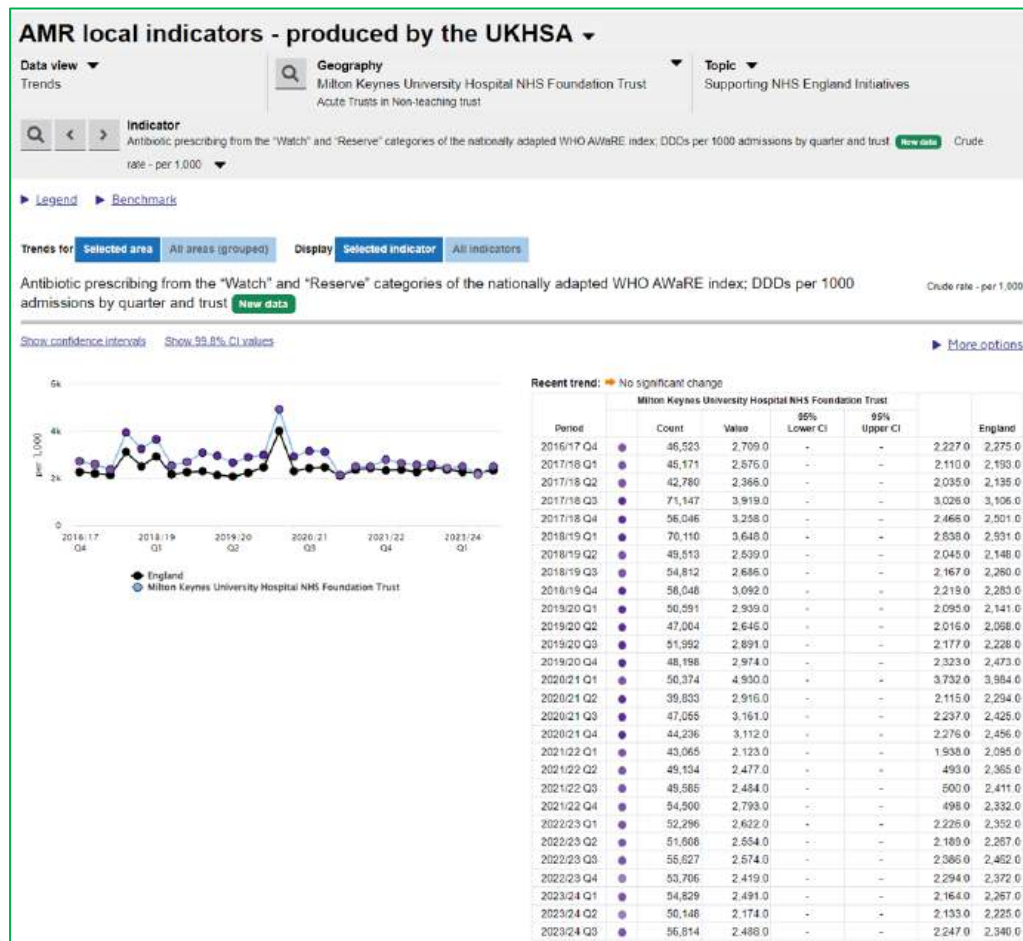 AMR local indicators - produced by the UKHSA
Data view
Trends
Geography
Milton Keynes University Hospital NHS Foundation Trust
Acute Trusts in Non-teaching trust
Topic
Supporting NHS England Initiatives
Indicator
Antibiotic prescribing from the "Watch" and "Reserve" categories of the nationally adapted WHO AWaRE index; DDDs per 1000 admissions by quarter and trust New data Crude
rate - per 1,000
Legend Benchmark
Trends for Selected area All areas (grouped) Display Selected indicator All indicators
Antibiotic prescribing from the "Watch" and "Reserve" categories of the nationally adapted WHO AWaRE index; DDDs per 1000
admissions by quarter and trust New data
Crude rate - per 1,000
Show confidence intervals Show 99.8% CI values
More options
6k
4k
2k
0
per 1,000
2016/17 Q4
2018/19 Q1
2019/20 Q2
2020/21 Q3
2021/22 Q4
2023/24 Q1
England
Milton Keynes University Hospital NHS Foundation Trust
Recent trend: No significant change
Milton Keynes University Hospital NHS Foundation Trust
Period Count Value 95% Lower CI 95% Upper CI England
2016/17 Q4 46,523 2,709.0 - - 2,227.0 2,275.0
2017/18 Q1 45,171 2,576.0 - - 2,110.0 2,193.0
2017/18 Q2 42,780 2,366.0 - - 2,035.0 2,135.0
2017/18 Q3 71,147 3,919.0 - - 3,026.0 3,106.0
2017/18 Q4 56,046 3,258.0 - - 2,466.0 2,501.0
2018/19 Q1 70,110 3,648.0 - - 2,838.0 2,931.0
2018/19 Q2 49,513 2,539.0 - - 2,045.0 2,148.0
2018/19 Q3 54,812 2,686.0 - - 2,167.0 2,260.0
2018/19 Q4 58,048 3,092.0 - - 2,219.0 2,283.0
2019/20 Q1 50,591 2,939.0 - - 2,095.0 2,141.0
2019/20 Q2 47,004 2,646.0 - - 2,016.0 2,068.0
2019/20 Q3 51,992 2,891.0 - - 2,177.0 2,228.0
2019/20 Q4 48,198 2,974.0 - - 2,323.0 2,473.0
2020/21 Q1 50,374 4,930.0 - - 3,732.0 3,984.0
2020/21 Q2 39,833 2,916.0 - - 2,115.0 2,294.0
2020/21 Q3 47,055 3,161.0 - - 2,237.0 2,425.0
2020/21 Q4 44,236 3,112.0 - - 2,276.0 2,456.0
2021/22 Q1 43,065 2,123.0 - - 1,938.0 2,095.0
2021/22 Q2 49,134 2,477.0 - - 493.0 2,365.0
2021/22 Q3 49,585 2,484.0 - - 500.0 2,411.0
2021/22 Q4 54,500 2,793.0 - - 498.0 2,332.0
2022/23 Q1 52,296 2,622.0 - - 2,226.0 2,352.0
2022/23 Q2 51,608 2,554.0 - - 2,189.0 2,267.0
2022/23 Q3 55,627 2,574.0 - - 2,386.0 2,462.0
2022/23 Q4 53,706 2,419.0 - - 2,294.0 2,372.0
2023/24 Q1 54,829 2,491.0 - - 2,164.0 2,267.0
2023/24 Q2 50,148 2,174.0 - - 2,133.0 2,225.0
2023/24 Q3 56,814 2,488.0 - - 2,247.0 2,340.0